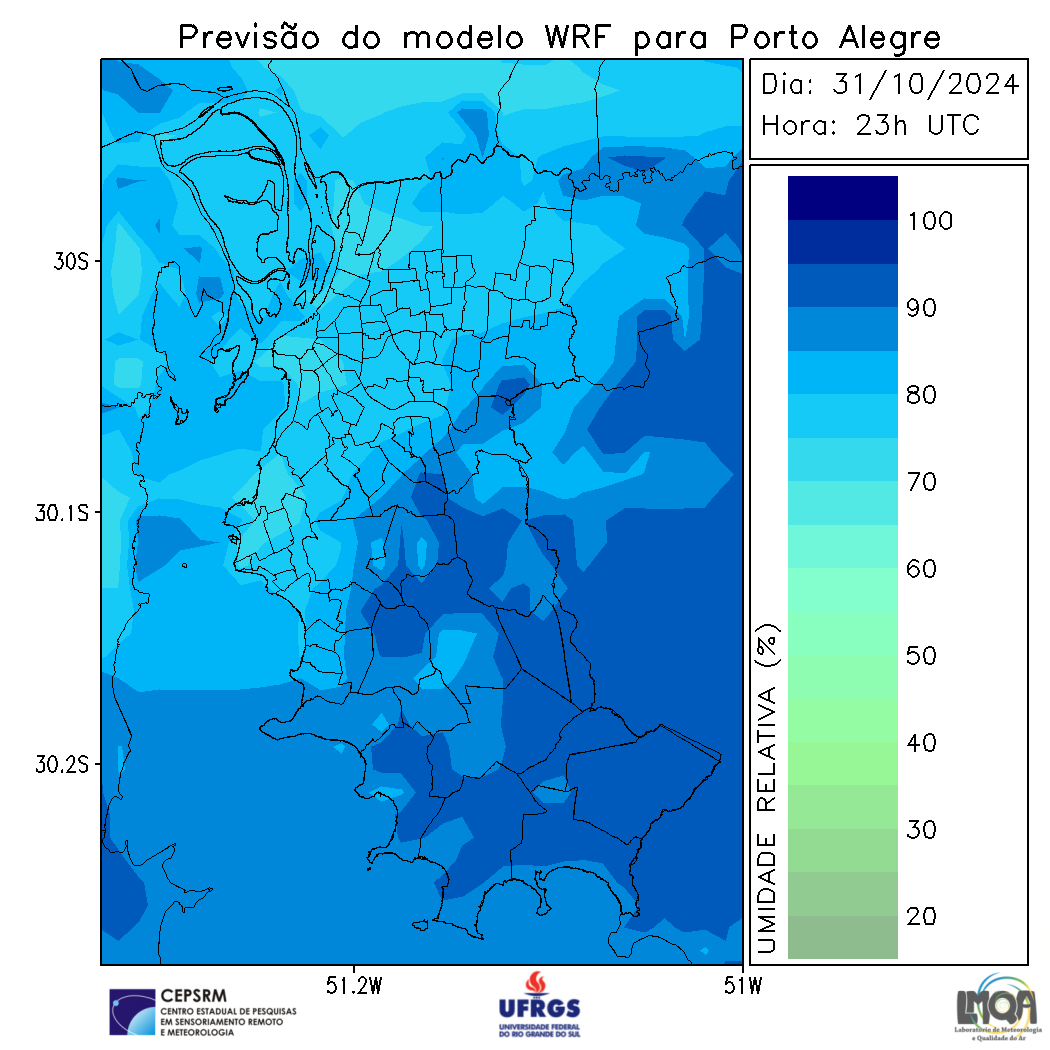 Previsão do modelo WRF para Porto Alegre
Dia: 31/10/2024
Hora: 23h UTC
100
90
80
70
60
50
40
30
20
UMIDADE RELATIVA (%)
30S
30.1S
30.2S
51.2W
51W
CEPSRM
CENTRO ESTADUAL DE PESQUISAS
EM SENSORIAMENTO REMOTO
E METEOROLOGIA
UFRGS
UNIVERSIDADE FEDERAL
DO RIO GRANDE DO SUL
LMQA
Laboratório de Meteorologia
e Qualidade do Ar